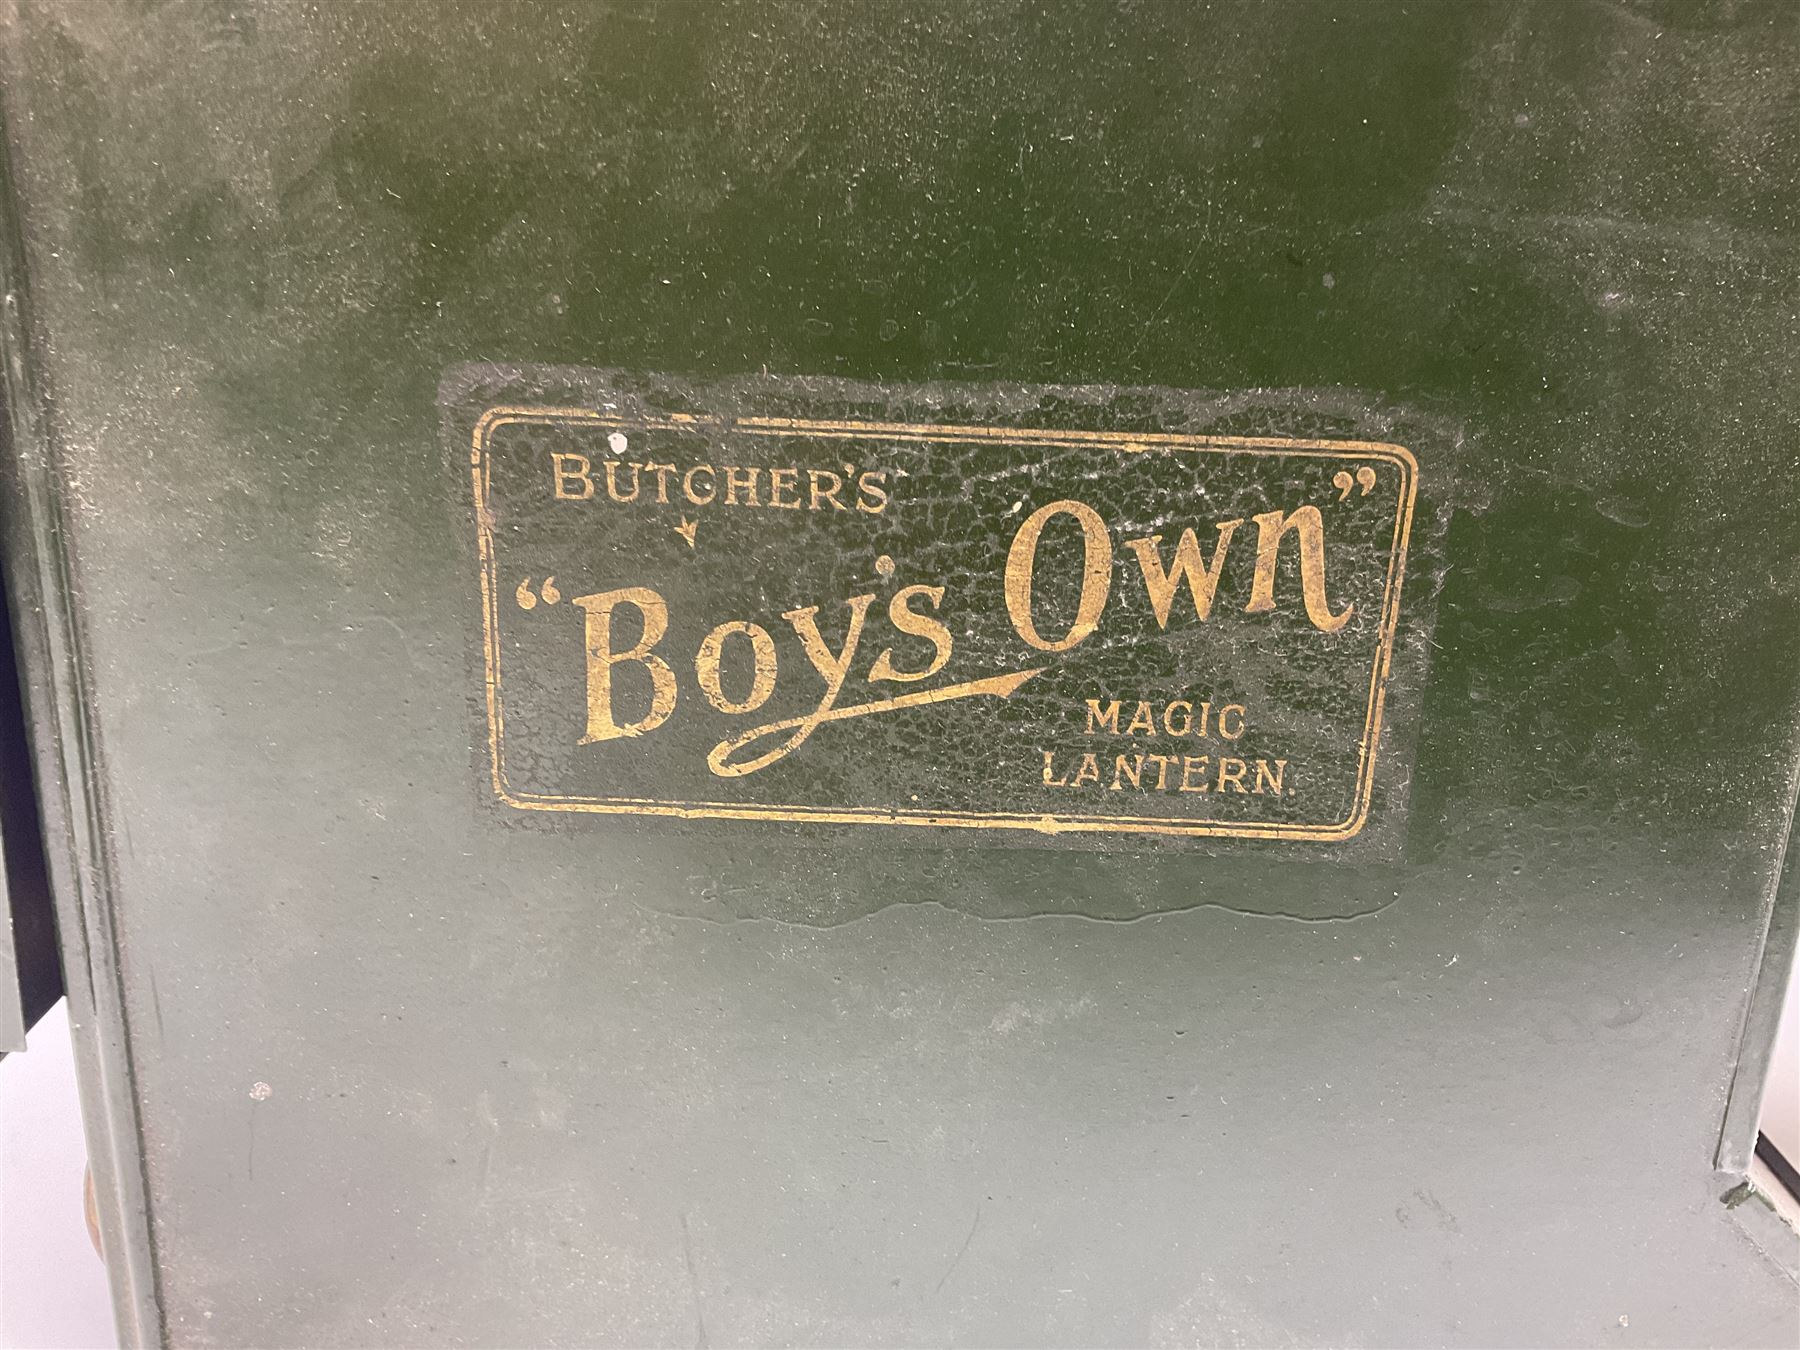 BUTCHER'S
“Boy's Own”
MAGIC
LANTERN.